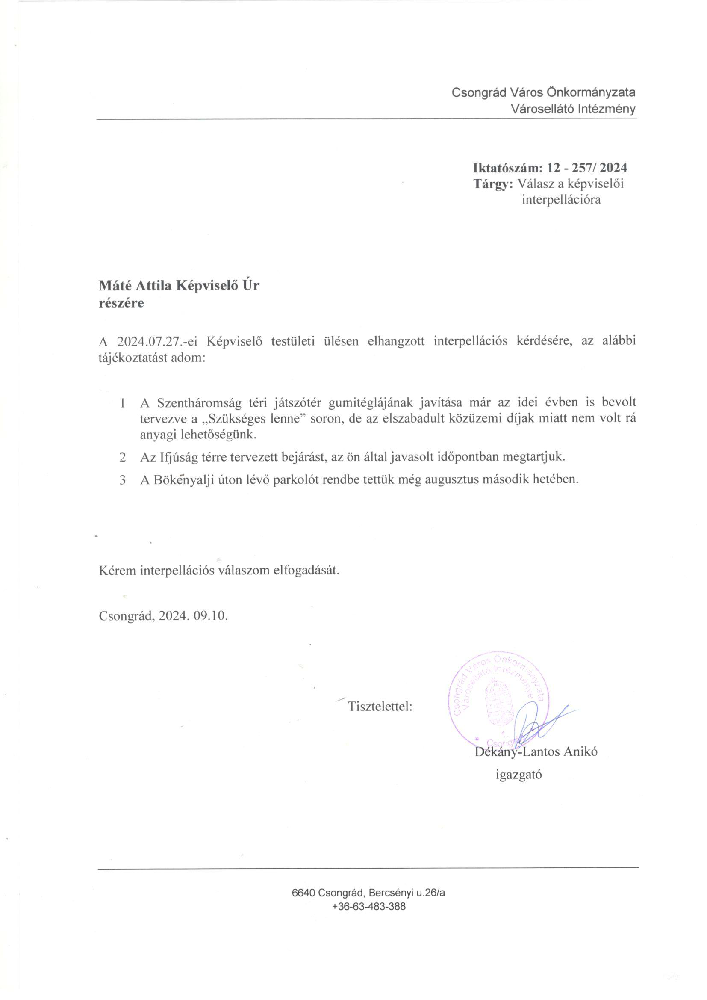 Csongrád Város Önkormányzata
Városellátó Intézmény
Iktatószám: 12 - 257/ 2024
Tárgy: Válasz a képviselői
interpellációra
Máté Attila Képviselő Úr
részére
A 2024.07.27.-ei Képviselő testületi ülésen elhangzott interpellációs kérdésére, az alábbi
tájékoztatást adom:
1 A Szentháromság téri játszótér gumitéglájának javítása már az idei évben is bevolt
tervezve a „Szükséges lenne” soron, de az elszabadult közüzemi díjak miatt nem volt rá
anyagi lehetőségünk.
2 Az Ifjúság térre tervezett bejárást, az ön által javasolt időpontban megtartjuk.
3 A Bökényalji úton lévő parkolót rendbe tettük még augusztus második hetében.
Kérem interpellációs válaszom elfogadását.
Csongrád, 2024. 09.10.
Csongrád Város Önkormányzata
Városellátó Intézménye
1.
* Csongrád
Tisztelettel:
Dékány-Lantos Anikó
igazgató
6640 Csongrád, Bercsényi u.26/a
+36-63-483-388